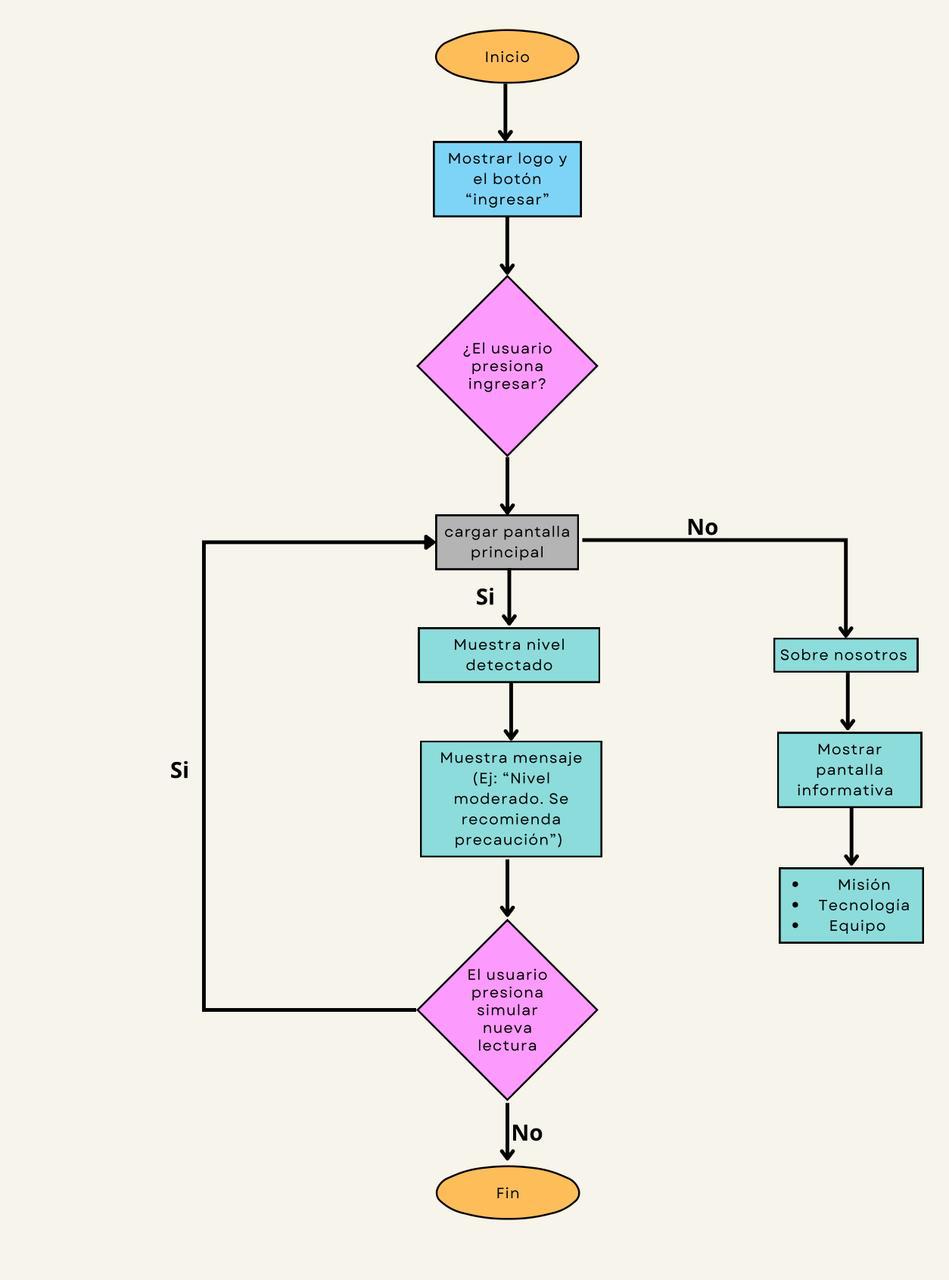 Inicio
Mostrar logo y
el botón
“ingresar”
¿El usuario
presiona
ingresar?
cargar pantalla
principal
No
Si
Muestra nivel
detectado
Sobre nosotros
Muestra mensaje
(Ej: “Nivel
moderado. Se
recomienda
precaución”)
Mostrar
pantalla
informativa
Si
• Misión
• Tecnología
• Equipo
El usuario
presiona
simular
nueva
lectura
No
Fin